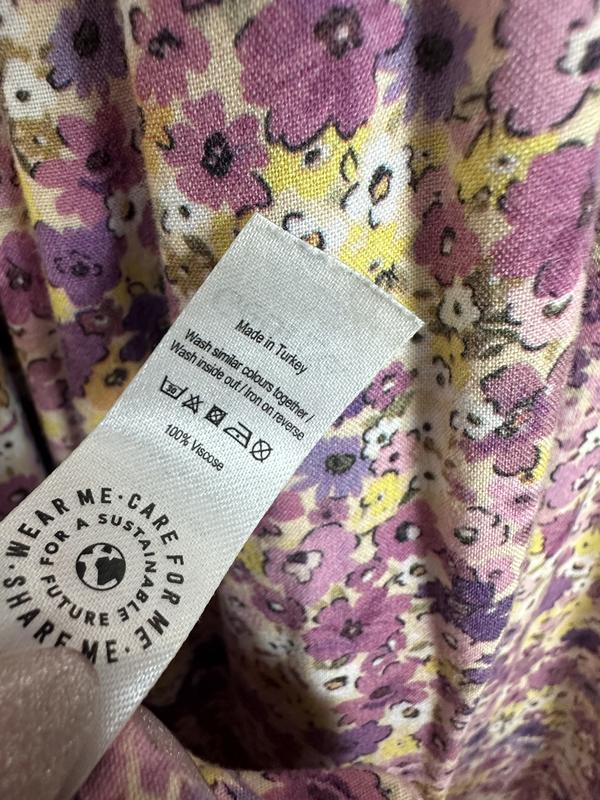 Made in Turkey
Wash similar colours together /
Wash inside out / Iron on reverse
30
100% Viscose
WEAR ME · CARE FOR ME · SHARE ME ·
FOR A SUSTAINABLE FUTURE